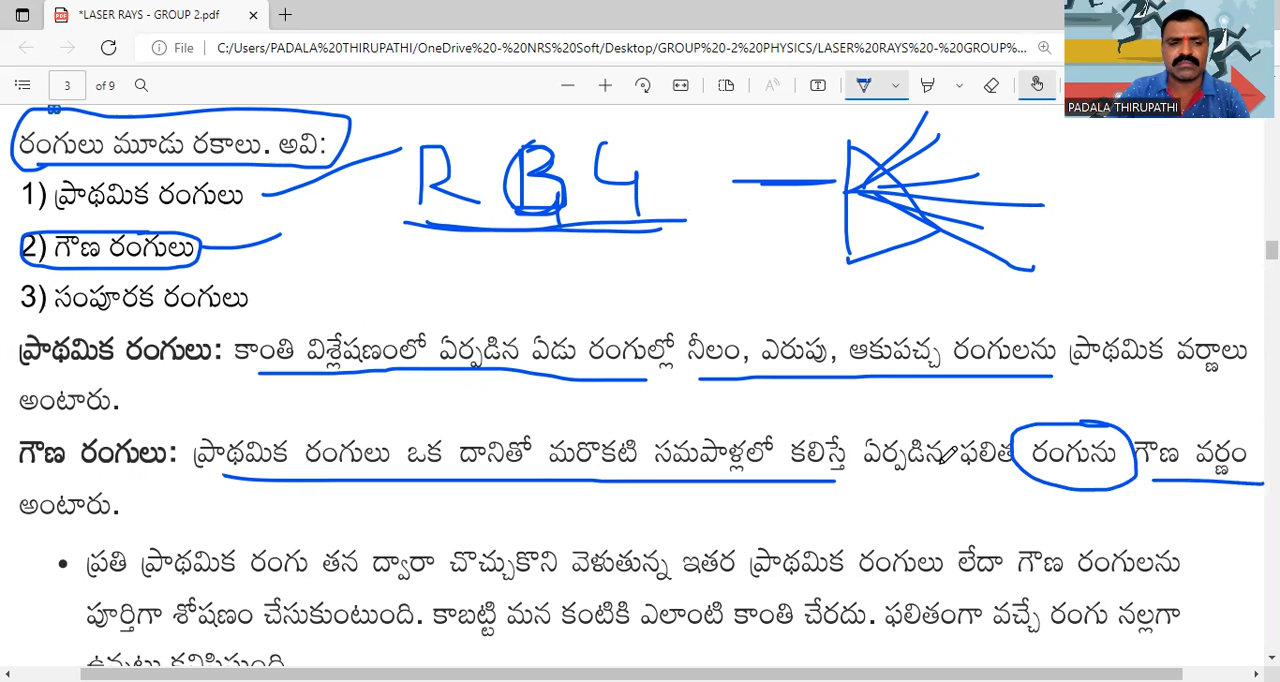 *LASER RAYS - GROUP 2.pdf
File C:/Users/PADALA%20THIRUPATHI/OneDrive%20-%20NRS%20Soft/Desktop/GROUP%20-2%20PHYSICS/LASER%20RAYS%20-%20GROUP%...
3 of 9
PADALA THIRUPATHI
రంగులు మూడు రకాలు. అవి:
R B G
1) ప్రాథమిక రంగులు
2) గౌణ రంగులు
3) సంపూరక రంగులు
ప్రాథమిక రంగులు: కాంతి విశ్లేషణంలో ఏర్పడిన ఏడు రంగుల్లో నీలం, ఎరుపు, ఆకుపచ్చ రంగులను ప్రాథమిక వర్ణాలు
అంటారు.
గౌణ రంగులు: ప్రాథమిక రంగులు ఒక దానితో మరొకటి సమపాళ్లలో కలిస్తే ఏర్పడిన ఫలిత రంగును గౌణ వర్ణం
అంటారు.
• ప్రతి ప్రాథమిక రంగు తన ద్వారా చొచ్చుకొని వెళుతున్న ఇతర ప్రాథమిక రంగులు లేదా గౌణ రంగులను
పూర్తిగా శోషణం చేసుకుంటుంది. కాబట్టి మన కంటికి ఎలాంటి కాంతి చేరదు. ఫలితంగా వచ్చే రంగు నల్లగా